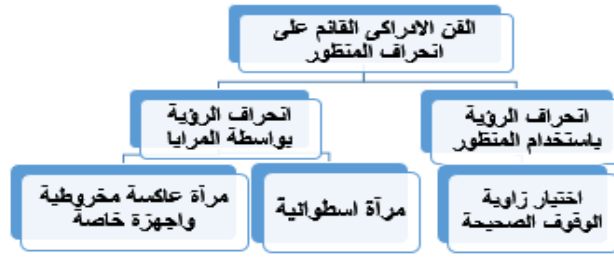 الفن الادراكى القائم على
انحراف المنظور
انحراف الرؤية
باستخدام المنظور
انحراف الرؤية
بواسطة المرايا
اختيار زاوية
الوقوف الصحيحة
مرآة اسطوانية
مرآة عاكسة مخروطية
واجهزة خاصة